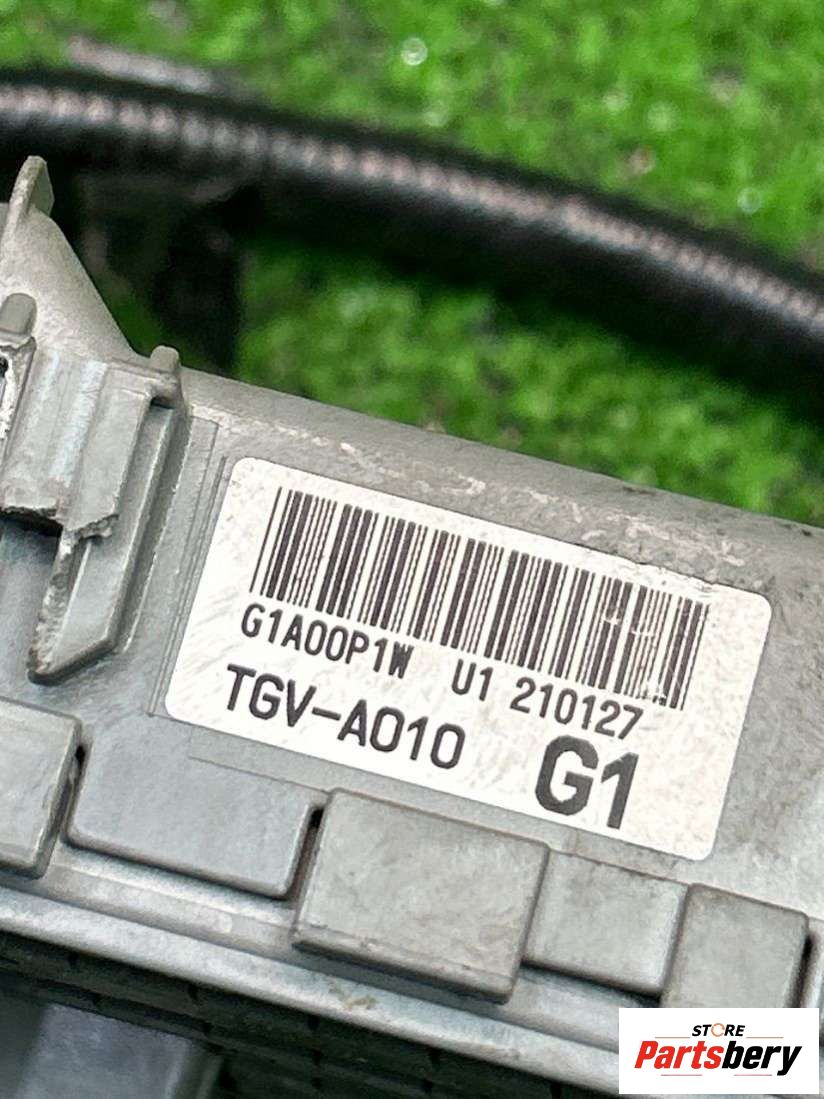 G1A00P1W U1 210127
TGV-A010 G1
STORE
Partsbery